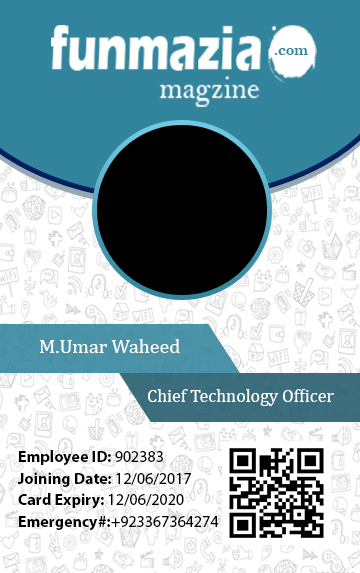 funmazia.com
magzine
M.Umar Waheed
Chief Technology Officer
Employee ID: 902383
Joining Date: 12/06/2017
Card Expiry: 12/06/2020
Emergency#:+923367364274